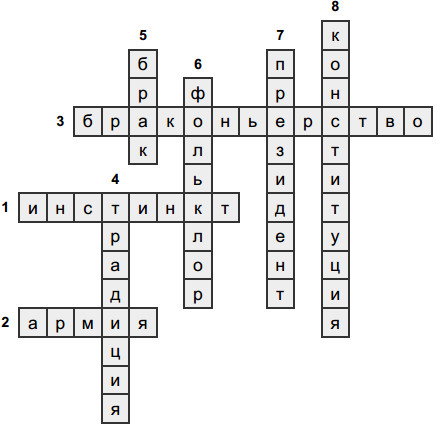 8 конституция
5 брак
7 президент
6 фольклор
3 браконьерство
4 традиция
1 инстинкт
2 армия